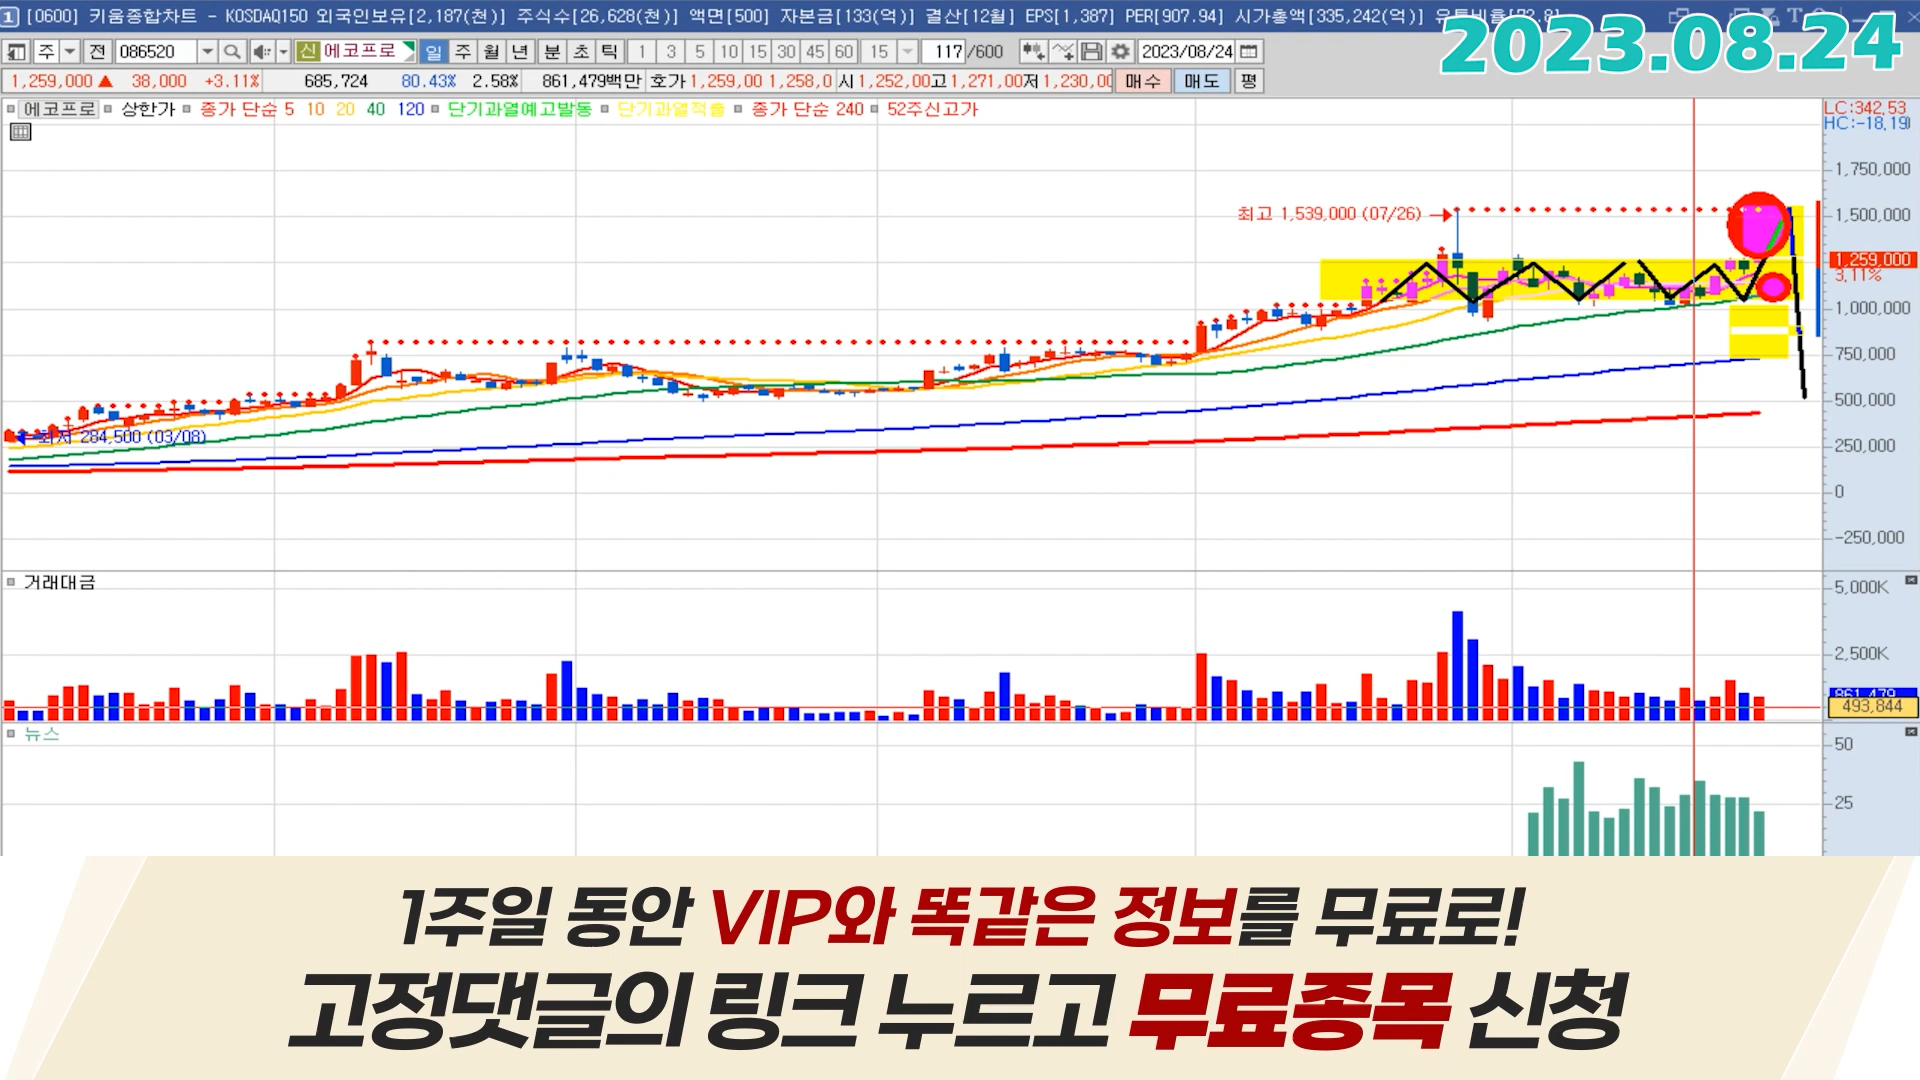 1 [0600] 키움종합차트 - KOSDAQ150 외국인보유[2,187(천)] 주식수[26,628(천)] 액면[500] 자본금[133(억)] 결산[12월] EPS[1,387] PER[907.94] 시가총액[335,242(억)]
2023.08.24
주 전 086520 신 에코프로 일 주 월 년 분 초 틱 1 3 5 10 15 30 45 60 15 117 /600 2023/08/24
1,259,000 ▲ 38,000 +3.11% 685,724 80.43% 2.58% 861,479백만 호가 1,259,00 1,258,0 시 1,252,00 고 1,271,00 저 1,230,00 매수 매도 평
에코프로 상한가 종가 단순 5 10 20 40 120 단기과열예고발동 단기과열적출 종가 단순 240 52주신고가
LC:342.53
HC:-18.19
1,750,000
최고 1,539,000 (07/26)
1,500,000
1,259,000
3.11%
1,000,000
750,000
500,000
최저 284,500 (03/08)
250,000
0
-250,000
거래대금
5,000K
2,500K
861,479
493,844
뉴스
50
25
1주일 동안 VIP와 똑같은 정보를 무료로!
고정댓글의 링크 누르고 무료종목 신청